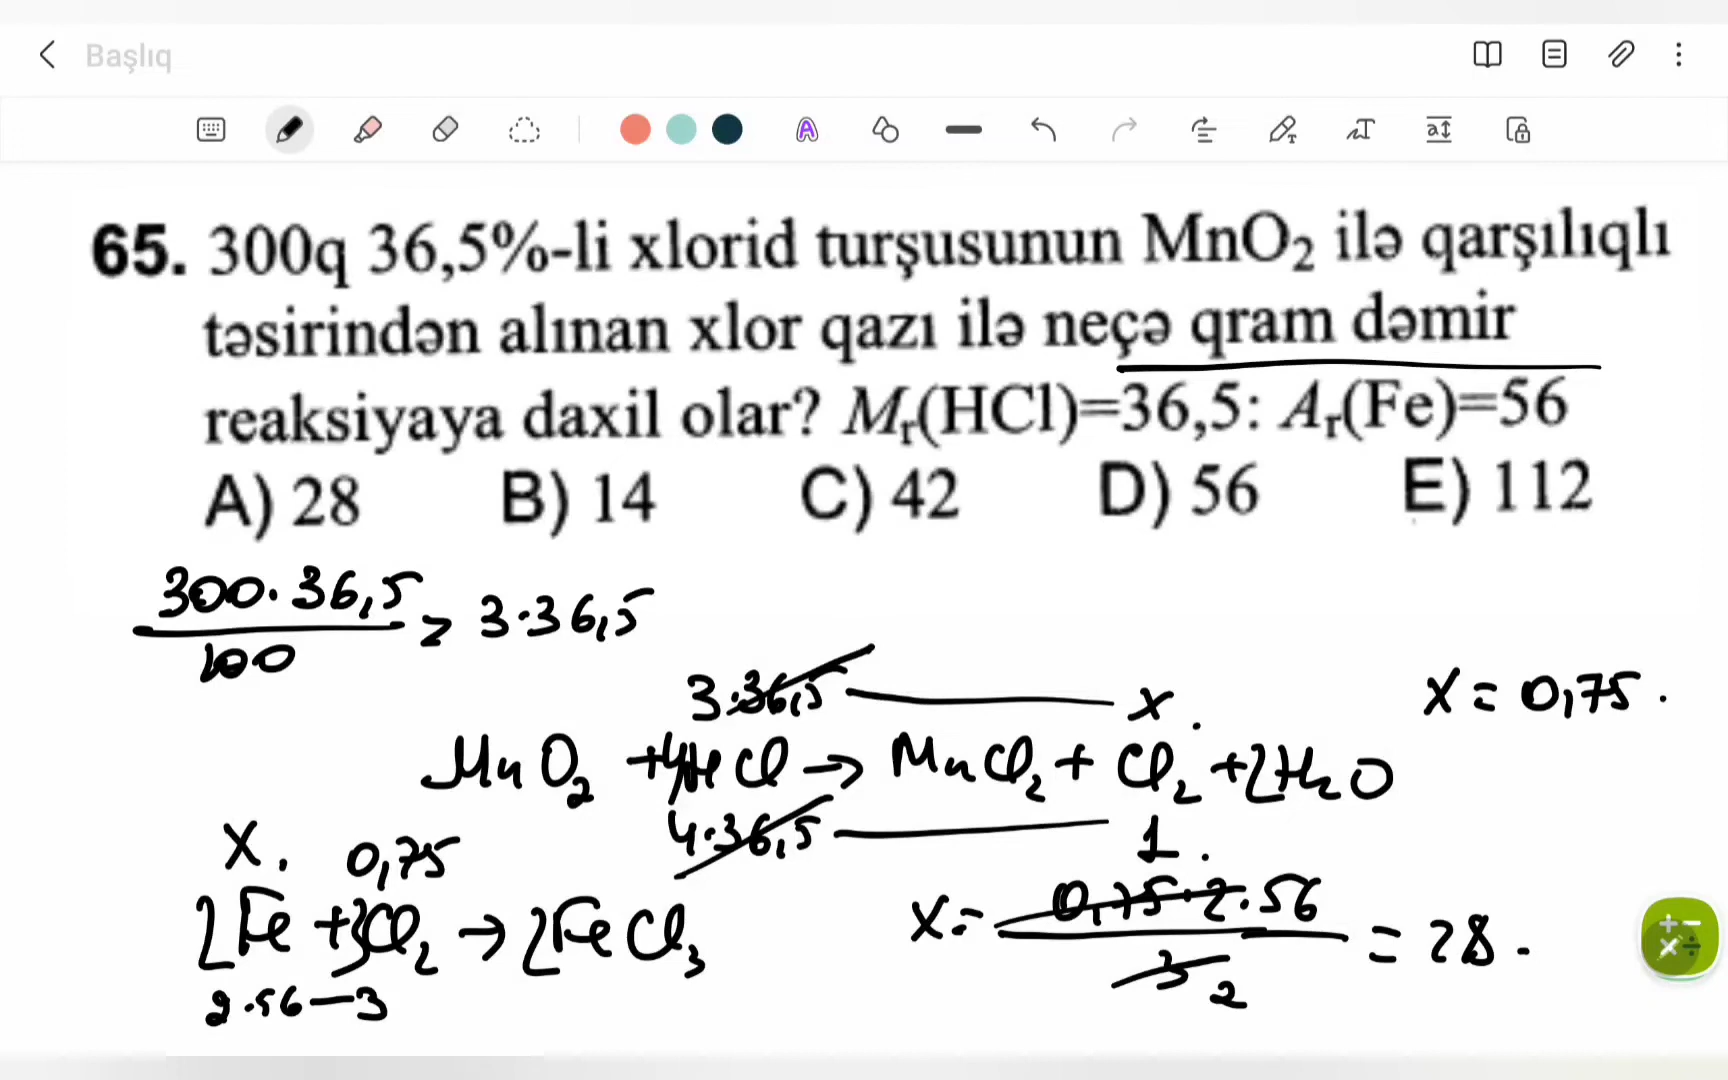 Başlıq
65. 300q 36,5%-li xlorid turşusunun MnO₂ ilə qarşılıqlı
təsirindən alınan xlor qazı ilə neçə qram dəmir
reaksiyaya daxil olar? Mᵣ(HCl)=36,5: Aᵣ(Fe)=56
A) 28 B) 14 C) 42 D) 56 E) 112
300·36,5
100
= 3·36,5
3·36,5 — x.
x = 0,75.
MnO₂ + 4HCl → MnCl₂ + Cl₂ + 2H₂O
4·36,5 — 1.
x. 0,75
2Fe + 3Cl₂ → 2FeCl₃
2·56 — 3
x = 0,75·2·56
3
2
= 28.